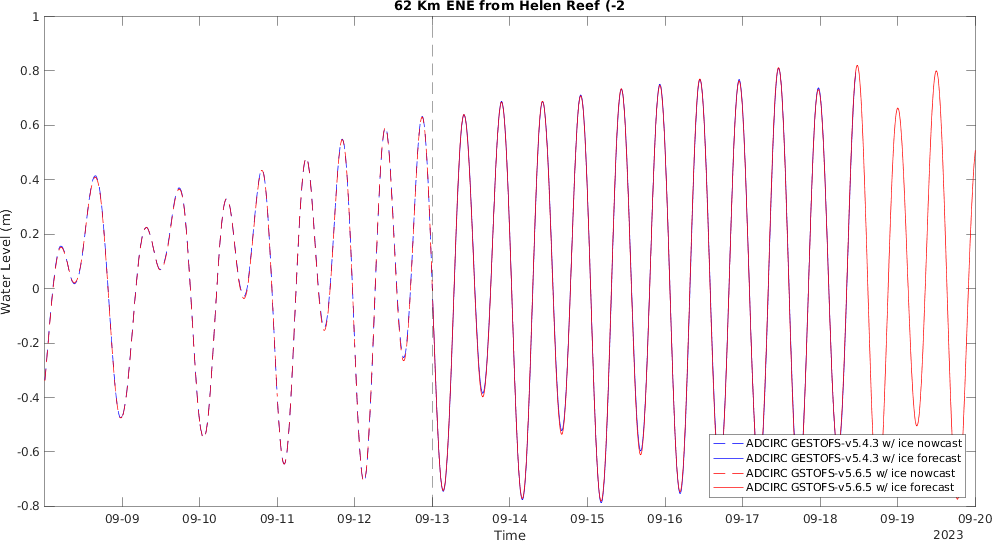 62 Km ENE from Helen Reef (-2
Water Level (m)
1
0.8
0.6
0.4
0.2
0
-0.2
-0.4
-0.6
-0.8
ADCIRC GESTOFS-v5.4.3 w/ ice nowcast
ADCIRC GESTOFS-v5.4.3 w/ ice forecast
ADCIRC GSTOFS-v5.6.5 w/ ice nowcast
ADCIRC GSTOFS-v5.6.5 w/ ice forecast
09-09 09-10 09-11 09-12 09-13 09-14 09-15 09-16 09-17 09-18 09-19 09-20
Time
2023